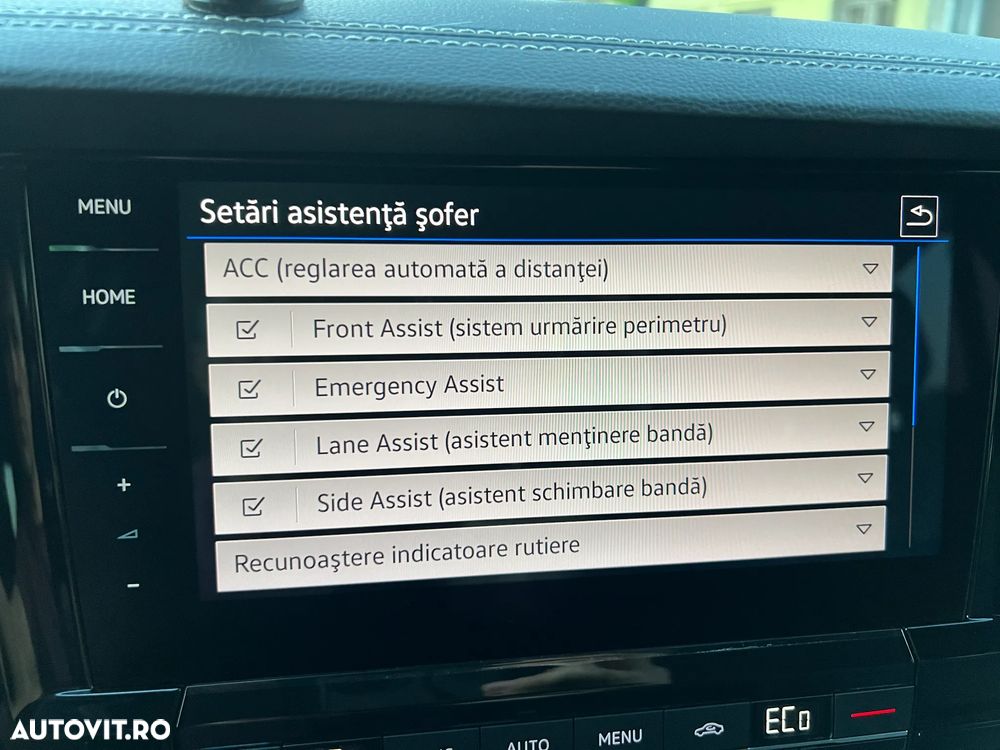 MENU
Setări asistenţă şofer
ACC (reglarea automată a distanţei)
HOME
Front Assist (sistem urmărire perimetru)
Emergency Assist
Lane Assist (asistent menţinere bandă)
+
Side Assist (asistent schimbare bandă)
Recunoaştere indicatoare rutiere
-
AUTOVIT.RO
AUTO
MENU
ECo